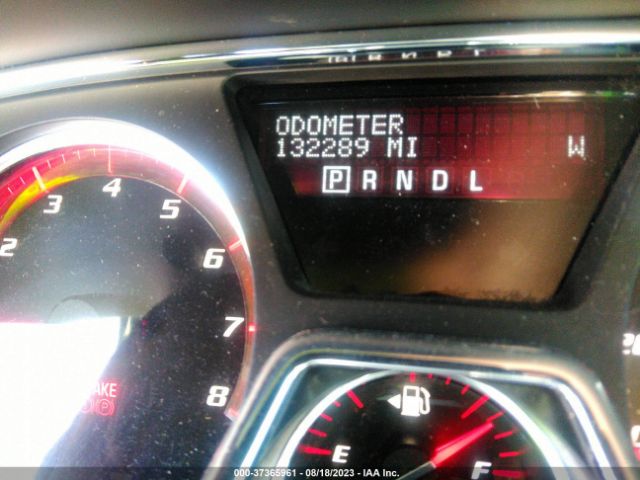 ODOMETER
132289 MI W
P R N D L
2 3 4 5 6 7 8
E F
000-37365961 - 08/18/2023 - IAA Inc.